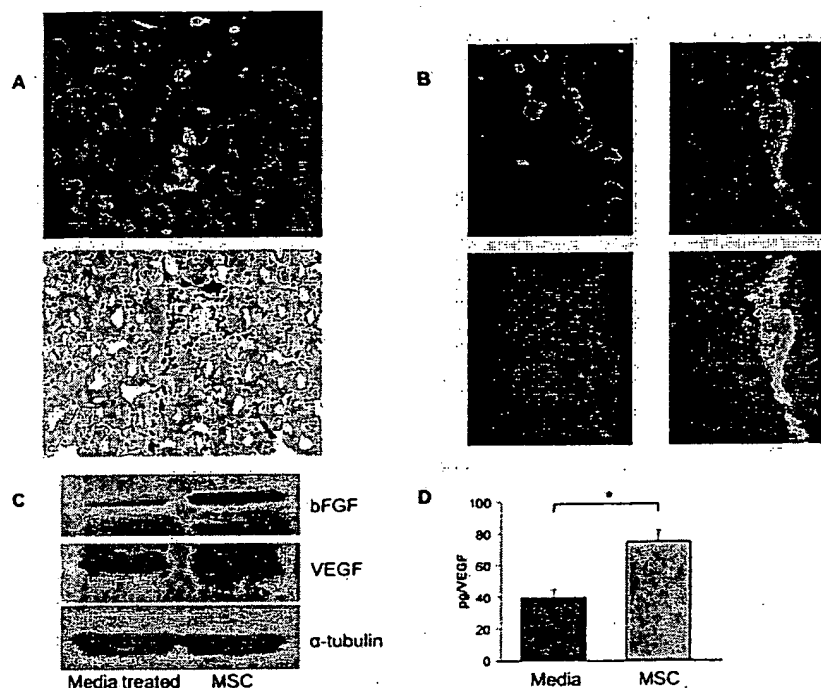 A
B
C
bFGF
VEGF
α-tubulin
Media treated MSC
D
*
pg/VEGF
100
80
60
40
20
0
Media MSC